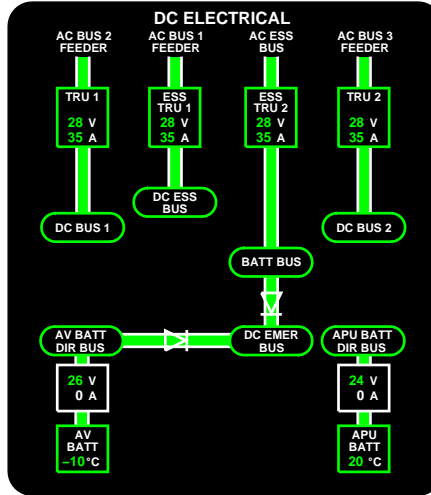 DC ELECTRICAL
AC BUS 2
FEEDER
AC BUS 1
FEEDER
AC ESS
BUS
AC BUS 3
FEEDER
TRU 1
28 V
35 A
ESS
TRU 1
28 V
35 A
ESS
TRU 2
28 V
35 A
TRU 2
28 V
35 A
DC BUS 1
DC ESS
BUS
BATT BUS
DC BUS 2
AV BATT
DIR BUS
DC EMER
BUS
APU BATT
DIR BUS
26 V
0 A
24 V
0 A
AV
BATT
–10°C
APU
BATT
20 °C